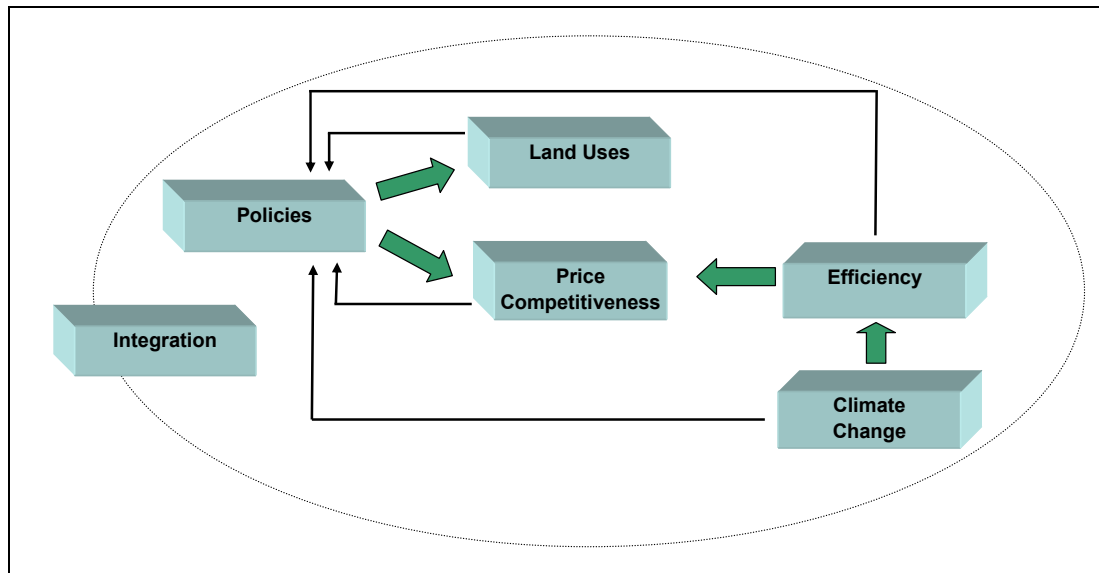 Land Uses
Policies
Price
Competitiveness
Efficiency
Integration
Climate
Change